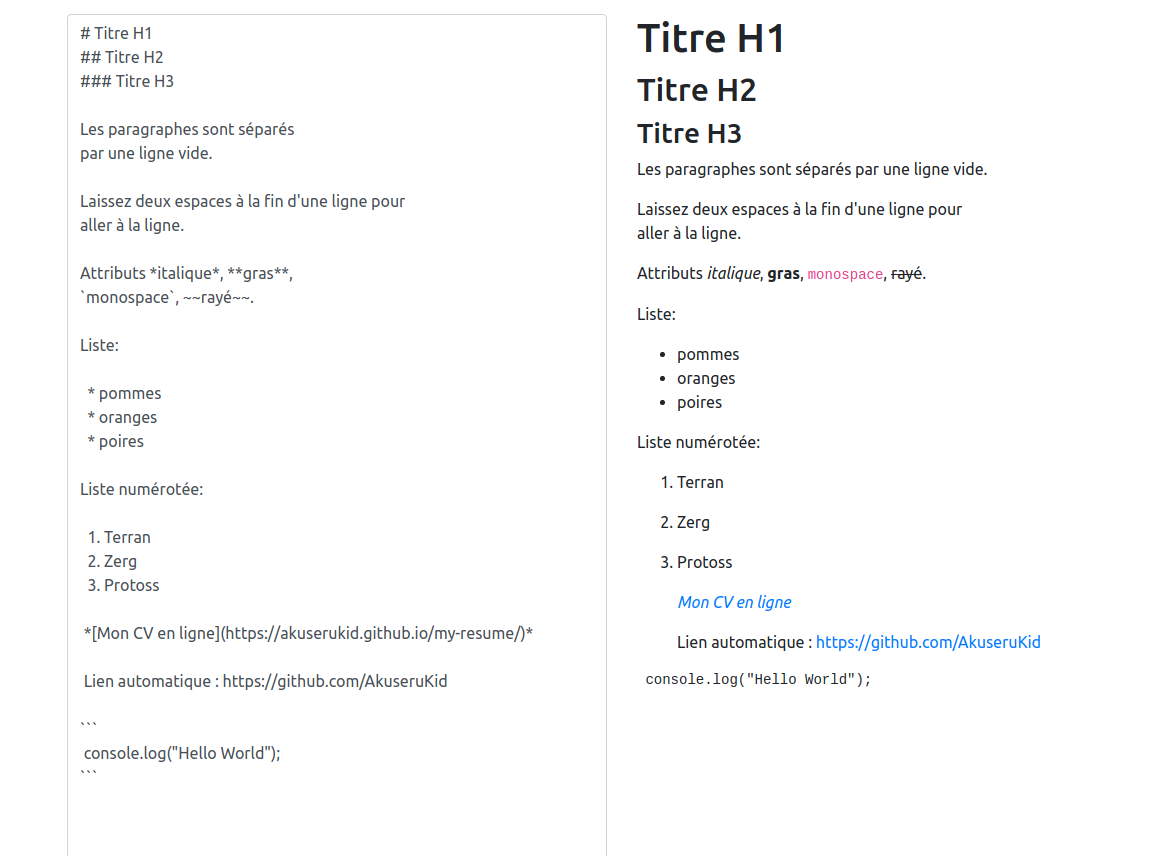 # Titre H1
## Titre H2
### Titre H3
Les paragraphes sont séparés
par une ligne vide.
Laissez deux espaces à la fin d'une ligne pour
aller à la ligne.
Attributs *italique*, **gras**,
`monospace`, ~~rayé~~.
Liste:
* pommes
* oranges
* poires
Liste numérotée:
1. Terran
2. Zerg
3. Protoss
*[Mon CV en ligne](https://akuserukid.github.io/my-resume/)*
Lien automatique : https://github.com/AkuseruKid
```
console.log("Hello World");
```
Titre H1
Titre H2
Titre H3
Les paragraphes sont séparés par une ligne vide.
Laissez deux espaces à la fin d'une ligne pour
aller à la ligne.
Attributs italique, gras, monospace, rayé.
Liste:
• pommes
• oranges
• poires
Liste numérotée:
1. Terran
2. Zerg
3. Protoss
Mon CV en ligne
Lien automatique : https://github.com/AkuseruKid
console.log("Hello World");